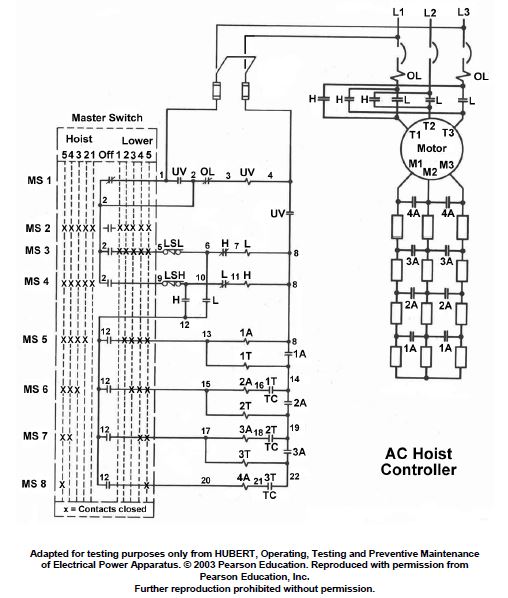 L1 L2 L3
OL OL
H H H L L L
T1 T2 T3
Motor
M1 M2 M3
4A 4A
3A 3A
2A 2A
1A 1A
Master Switch
Hoist Lower
5 4 3 2 1 Off 1 2 3 4 5
MS 1 1 UV 2 OL 3 UV 4
2
UV
MS 2 xxxxx xxxxx
MS 3 2 xxxxx 5 LSL 6 H 7 L 8
MS 4 xxxxx 2 9 LSH 10 L 11 H 8
H L
12
MS 5 xxxx 12 xxxx 13 1A 8
1T 1A
14
MS 6 xxx 12 xxx 15 2A 16 1T
TC
2T 2A
19
MS 7 xx 12 xx 17 3A 18 2T
TC
3T 3A
22
MS 8 x 12 x 20 4A 21 3T
TC
x = Contacts closed
AC Hoist
Controller
Adapted for testing purposes only from HUBERT, Operating, Testing and Preventive Maintenance
of Electrical Power Apparatus. © 2003 Pearson Education. Reproduced with permission from
Pearson Education, Inc.
Further reproduction prohibited without permission.